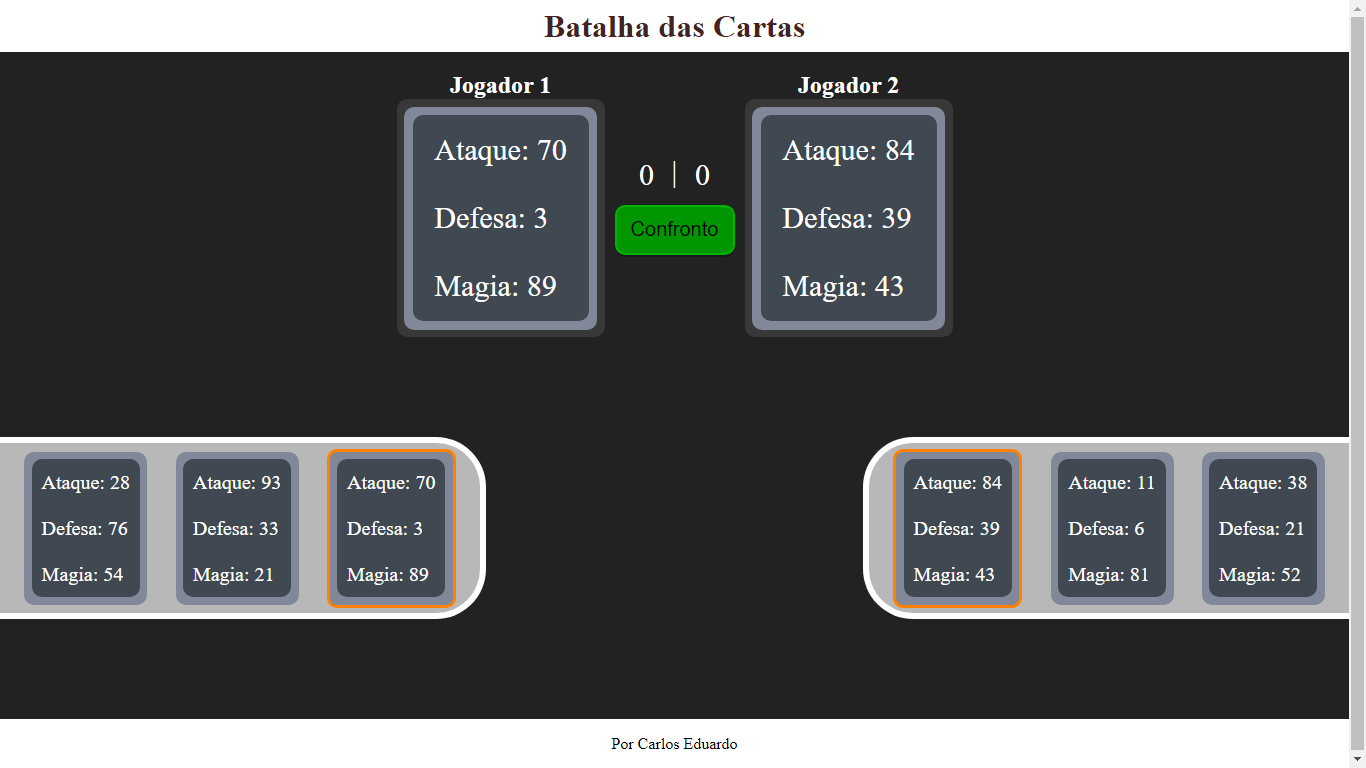 Batalha das Cartas
Jogador 1
Ataque: 70
Defesa: 3
Magia: 89
0 | 0
Confronto
Jogador 2
Ataque: 84
Defesa: 39
Magia: 43
Ataque: 28
Defesa: 76
Magia: 54
Ataque: 93
Defesa: 33
Magia: 21
Ataque: 70
Defesa: 3
Magia: 89
Ataque: 84
Defesa: 39
Magia: 43
Ataque: 11
Defesa: 6
Magia: 81
Ataque: 38
Defesa: 21
Magia: 52
Por Carlos Eduardo